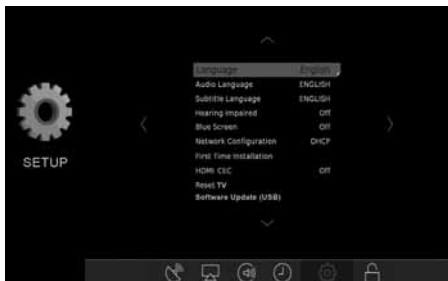 Language English
Audio Language ENGLISH
Subtitle Language ENGLISH
Hearing Impaired Off
Blue Screen Off
Network Configuration DHCP
First Time Installation
HDMI CEC Off
Reset TV
Software Update (USB)
SETUP